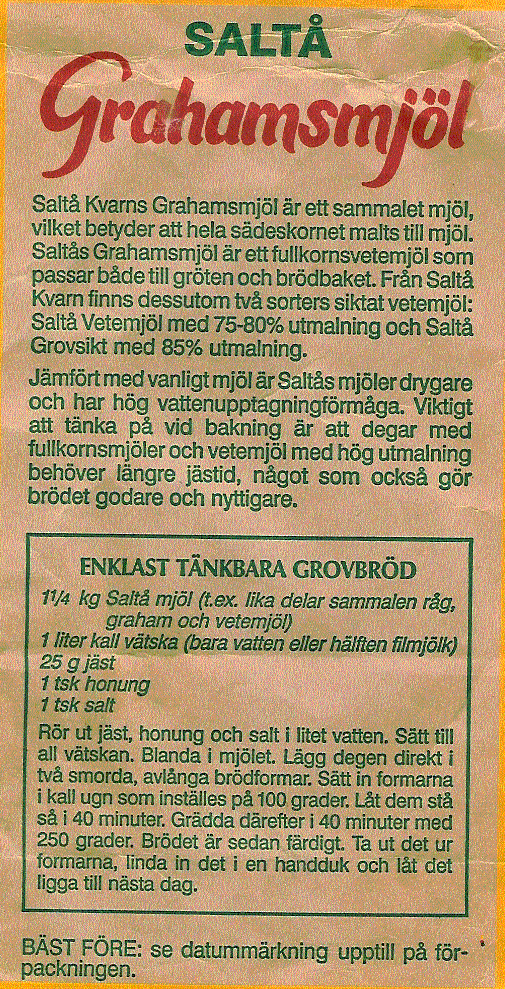 SALTÅ
Grahamsmjöl
Saltå Kvarns Grahamsmjöl är ett sammalet mjöl,
vilket betyder att hela sädeskornet malts till mjöl.
Saltås Grahamsmjöl är ett fullkornsvetemjöl som
passar både till gröten och brödbaket. Från Saltå
Kvarn finns dessutom två sorters siktat vetemjöl:
Saltå Vetemjöl med 75-80% utmalning och Saltå
Grovsikt med 85% utmalning.
Jämfört med vanligt mjöl är Saltås mjöler drygare
och har hög vattenupptagningförmåga. Viktigt
att tänka på vid bakning är att degar med
fullkornsmjöler och vetemjöl med hög utmalning
behöver längre jästid, något som också gör
brödet godare och nyttigare.
ENKLAST TÄNKBARA GROVBRÖD
1 1/4 kg Saltå mjöl (t.ex. lika delar sammalen råg,
graham och vetemjöl)
1 liter kall vätska (bara vatten eller hälften filmjölk)
25 g jäst
1 tsk honung
1 tsk salt
Rör ut jäst, honung och salt i litet vatten. Sätt till
all vätskan. Blanda i mjölet. Lägg degen direkt i
två smorda, avlånga brödformar. Sätt in formarna
i kall ugn som inställes på 100 grader. Låt dem stå
så i 40 minuter. Grädda därefter i 40 minuter med
250 grader. Brödet är sedan färdigt. Ta ut det ur
formarna, linda in det i en handduk och låt det
ligga till nästa dag.
BÄST FÖRE: se datummärkning upptill på för-
packningen.